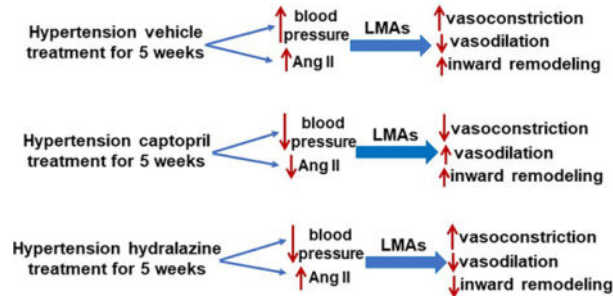 Hypertension vehicle
treatment for 5 weeks
blood
pressure
Ang II
LMAs
vasoconstriction
vasodilation
inward remodeling
Hypertension captopril
treatment for 5 weeks
blood
pressure
Ang II
LMAs
vasoconstriction
vasodilation
inward remodeling
Hypertension hydralazine
treatment for 5 weeks
blood
pressure
Ang II
LMAs
vasoconstriction
vasodilation
inward remodeling